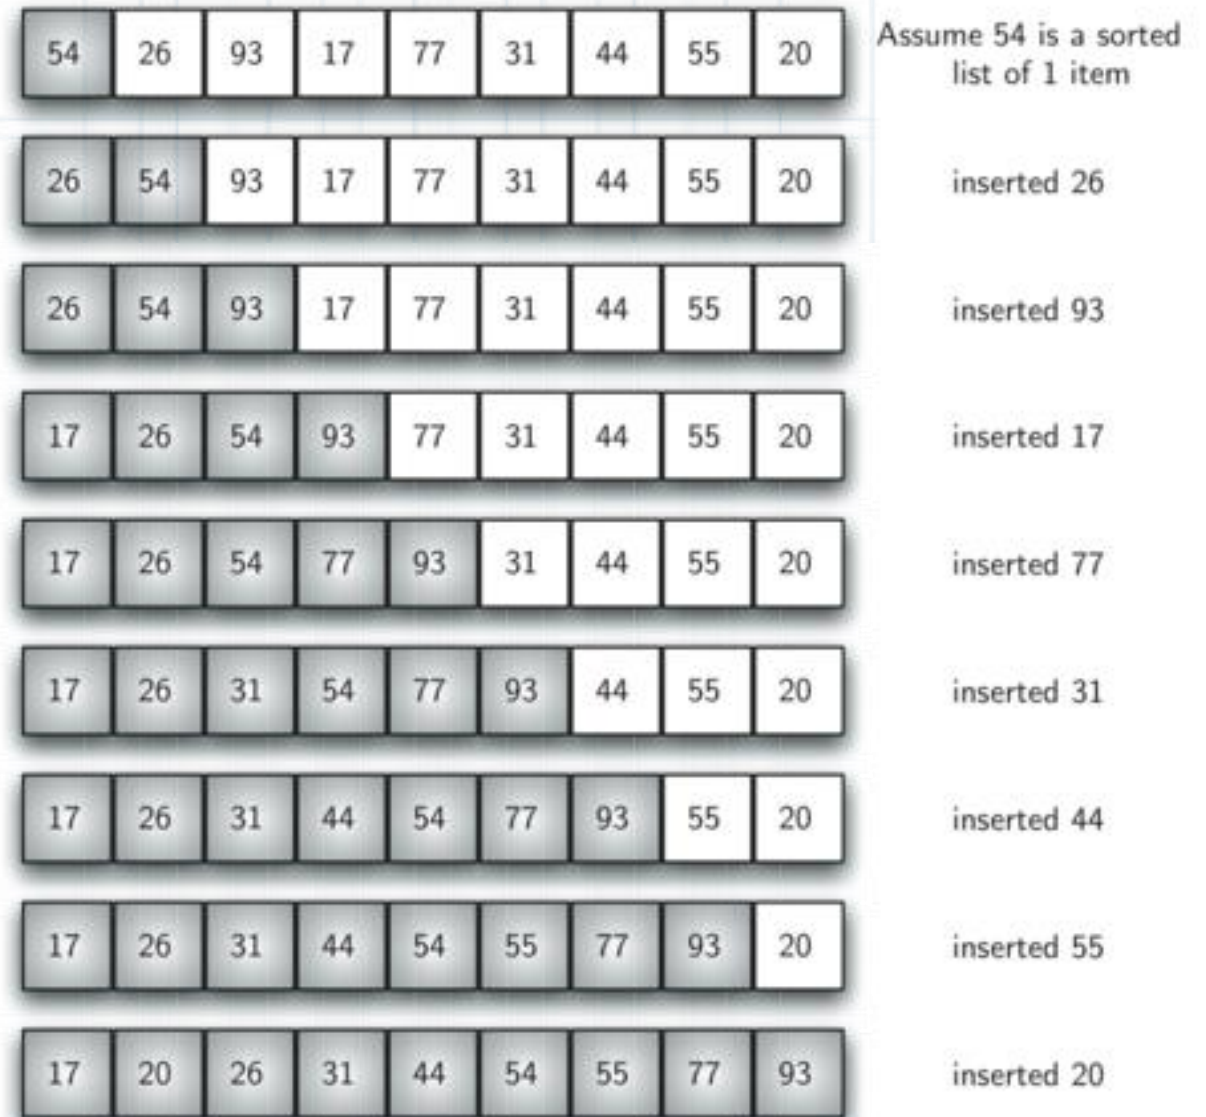 54 26 93 17 77 31 44 55 20 Assume 54 is a sorted
list of 1 item
26 54 93 17 77 31 44 55 20 inserted 26
26 54 93 17 77 31 44 55 20 inserted 93
17 26 54 93 77 31 44 55 20 inserted 17
17 26 54 77 93 31 44 55 20 inserted 77
17 26 31 54 77 93 44 55 20 inserted 31
17 26 31 44 54 77 93 55 20 inserted 44
17 26 31 44 54 55 77 93 20 inserted 55
17 20 26 31 44 54 55 77 93 inserted 20